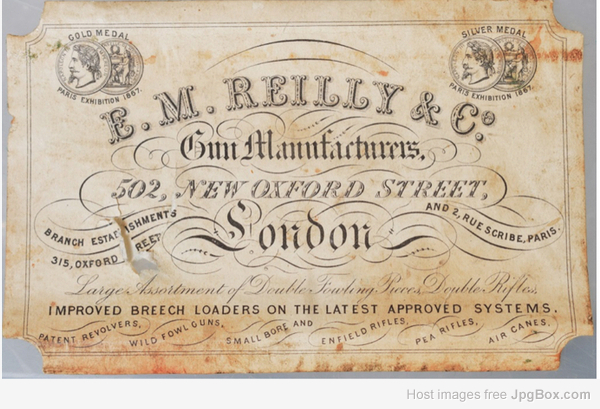 GOLD MEDAL
PARIS EXHIBITION 1867.
SILVER MEDAL
PARIS EXHIBITION 1867.
E. M. REILLY & Co.
Gun Manufacturers,
502, NEW OXFORD STREET,
London
BRANCH ESTABLISHMENTS
315, OXFORD STREET
AND 2, RUE SCRIBE, PARIS.
Large Assortment of Double Fowling Pieces, Double Rifles,
IMPROVED BREECH LOADERS ON THE LATEST APPROVED SYSTEMS.
PATENT REVOLVERS, WILD FOWL GUNS, SMALL BORE AND ENFIELD RIFLES, PEA RIFLES, AIR CANES.
Host images free JpgBox.com